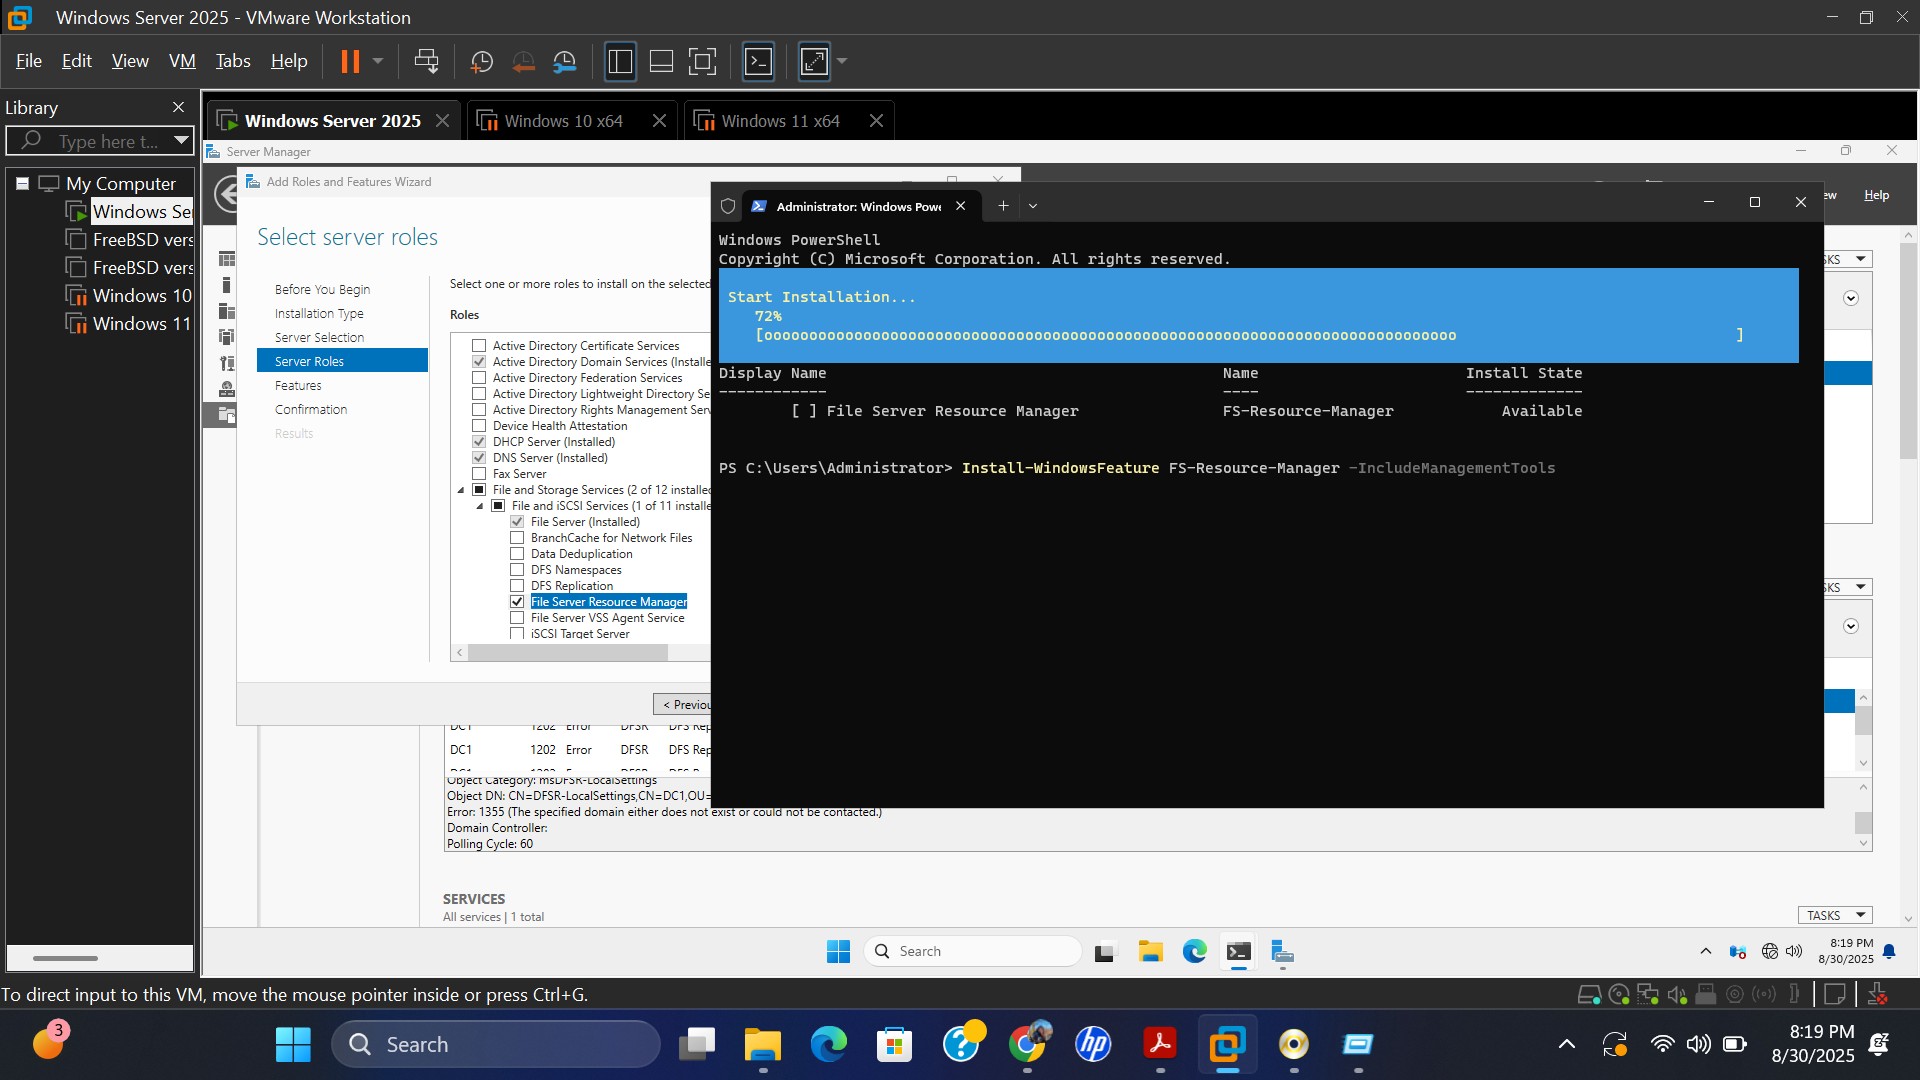 Windows Server 2025 - VMware Workstation
File Edit View VM Tabs Help
Library
Type here t...
My Computer
Windows Ser
FreeBSD vers
FreeBSD vers
Windows 10
Windows 11
Windows Server 2025
Windows 10 x64
Windows 11 x64
Server Manager
Help
Add Roles and Features Wizard
Select server roles
Before You Begin
Installation Type
Server Selection
Server Roles
Features
Confirmation
Results
Select one or more roles to install on the selected
Roles
Active Directory Certificate Services
Active Directory Domain Services (Installe
Active Directory Federation Services
Active Directory Lightweight Directory Se
Active Directory Rights Management Serv
Device Health Attestation
DHCP Server (Installed)
DNS Server (Installed)
Fax Server
File and Storage Services (2 of 12 installed
File and iSCSI Services (1 of 11 installe
File Server (Installed)
BranchCache for Network Files
Data Deduplication
DFS Namespaces
DFS Replication
File Server Resource Manager
File Server VSS Agent Service
iSCSI Target Server
< Previou
Administrator: Windows Powe
Windows PowerShell
Copyright (C) Microsoft Corporation. All rights reserved.
Start Installation...
72%
[ooooooooooooooooooooooooooooooooooooooooooooooooooooooooooooooooooooooooooooo ]
Display Name Name Install State
------------ ---- -------------
[ ] File Server Resource Manager FS-Resource-Manager Available
PS C:\Users\Administrator> Install-WindowsFeature FS-Resource-Manager -IncludeManagementTools
DC1 1202 Error DFSR DFS Rep
DC1 1202 Error DFSR DFS Rep
Object Category: msDFSR-LocalSettings
Object DN: CN=DFSR-LocalSettings,CN=DC1,OU=
Error: 1355 (The specified domain either does not exist or could not be contacted.)
Domain Controller:
Polling Cycle: 60
SERVICES
All services | 1 total
TASKS
Search
8:19 PM
8/30/2025
To direct input to this VM, move the mouse pointer inside or press Ctrl+G.
3
Search
hp
8:19 PM
8/30/2025